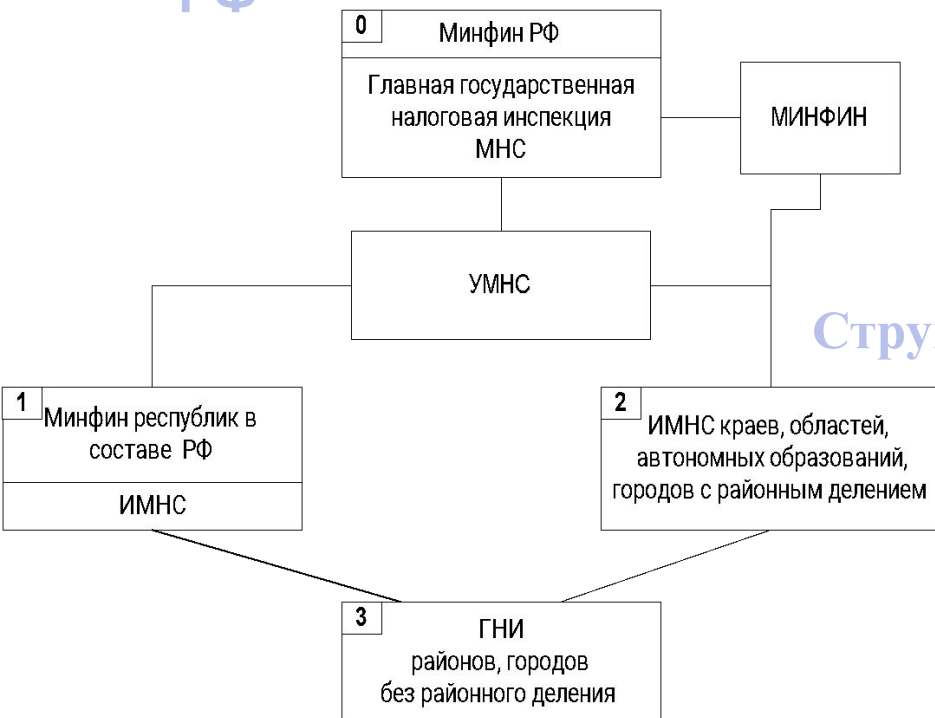 РФ
0
Минфин РФ
Главная государственная
налоговая инспекция
МНС
МИНФИН
УМНС
Стру
1
Минфин республик в
составе РФ
ИМНС
2
ИМНС краев, областей,
автономных образований,
городов с районным делением
3
ГНИ
районов, городов
без районного деления